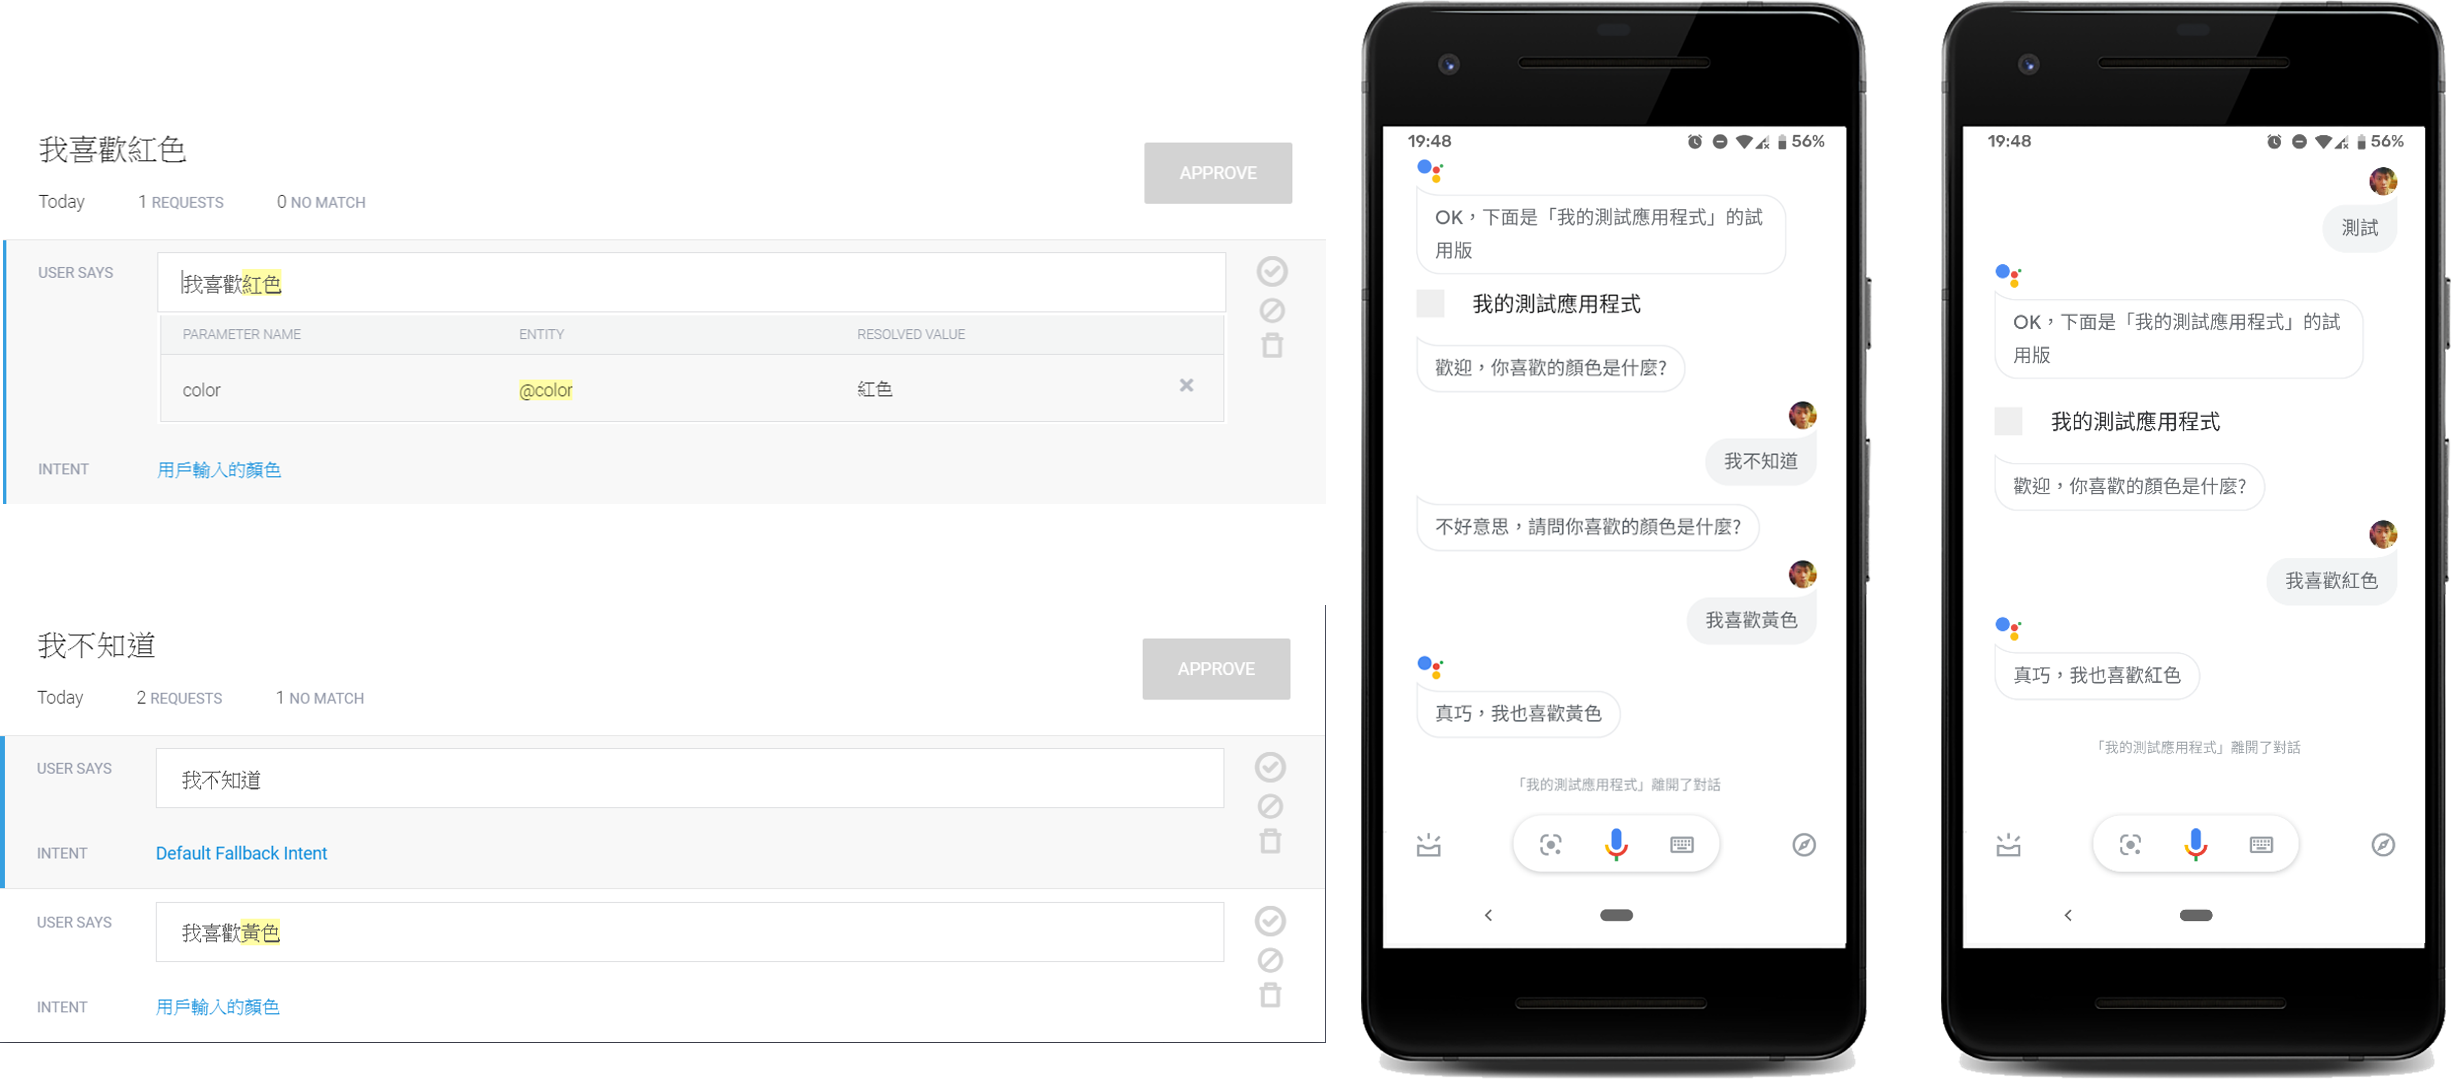 我喜歡紅色
APPROVE
Today 1 REQUESTS 0 NO MATCH
USER SAYS 我喜歡紅色
PARAMETER NAME ENTITY RESOLVED VALUE
color @color 紅色
INTENT 用戶輸入的顏色
我不知道
APPROVE
Today 2 REQUESTS 1 NO MATCH
USER SAYS 我不知道
INTENT Default Fallback Intent
USER SAYS 我喜歡黃色
INTENT 用戶輸入的顏色
19:48 56%
OK，下面是「我的測試應用程式」的試
用版
我的測試應用程式
歡迎，你喜歡的顏色是什麼?
我不知道
不好意思，請問你喜歡的顏色是什麼?
我喜歡黃色
真巧，我也喜歡黃色
「我的測試應用程式」離開了對話
19:48 56%
測試
OK，下面是「我的測試應用程式」的試
用版
我的測試應用程式
歡迎，你喜歡的顏色是什麼?
我喜歡紅色
真巧，我也喜歡紅色
「我的測試應用程式」離開了對話